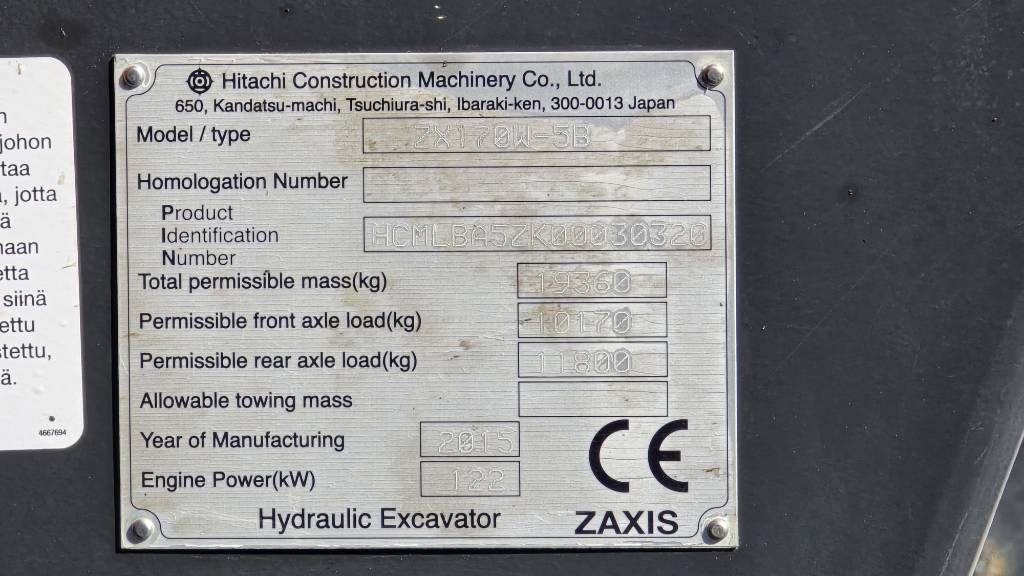 n
johon
taa
, jotta
ä
naan
etta
siinä
ettu
stettu,
ä.
4667694
Hitachi Construction Machinery Co., Ltd.
650, Kandatsu-machi, Tsuchiura-shi, Ibaraki-ken, 300-0013 Japan
Model / type ZX170W-5B
Homologation Number
Product
Identification
Number HCMLBA5ZK00030320
Total permissible mass(kg) 19360
Permissible front axle load(kg) 10170
Permissible rear axle load(kg) 11800
Allowable towing mass
Year of Manufacturing 2015
Engine Power(kW) 122
CE
Hydraulic Excavator ZAXIS